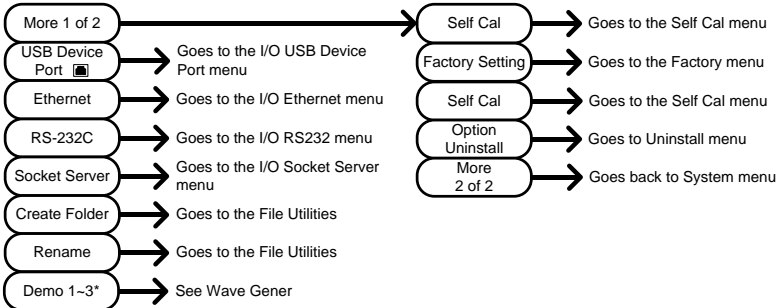 More 1 of 2
USB Device
Port
Goes to the I/O USB Device
Port menu
Ethernet
Goes to the I/O Ethernet menu
RS-232C
Goes to the I/O RS232 menu
Socket Server
Goes to the I/O Socket Server
menu
Create Folder
Goes to the File Utilities
Rename
Goes to the File Utilities
Demo 1~3*
See Wave Gener
Self Cal
Goes to the Self Cal menu
Factory Setting
Goes to the Factory menu
Self Cal
Goes to the Self Cal menu
Option
Uninstall
Goes to Uninstall menu
More
2 of 2
Goes back to System menu